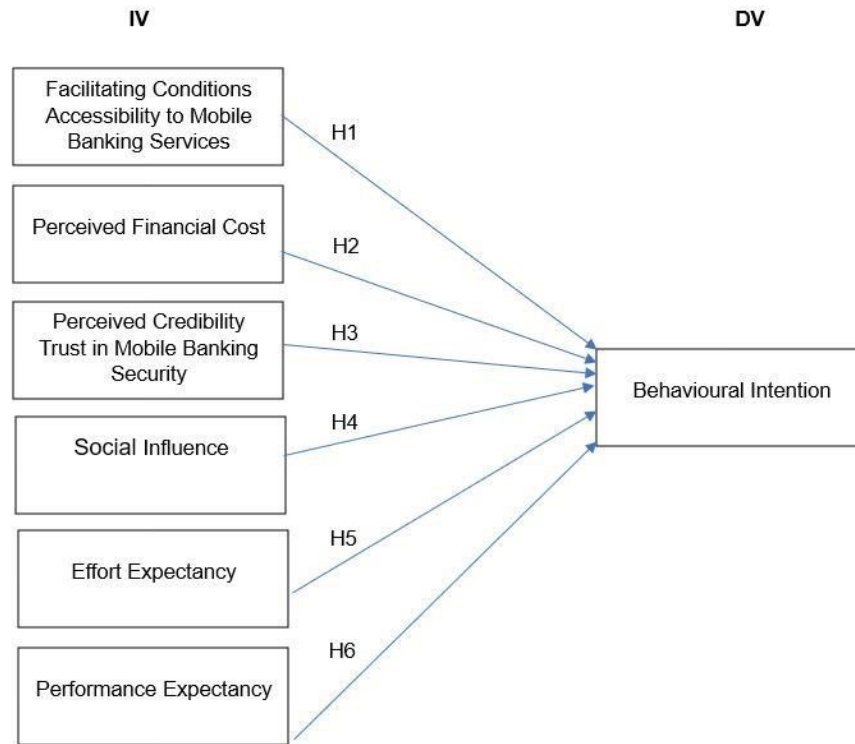 IV
DV
Facilitating Conditions
Accessibility to Mobile
Banking Services
H1
Perceived Financial Cost
H2
Perceived Credibility
Trust in Mobile Banking
Security
H3
Behavioural Intention
Social Influence
H4
Effort Expectancy
H5
Performance Expectancy
H6